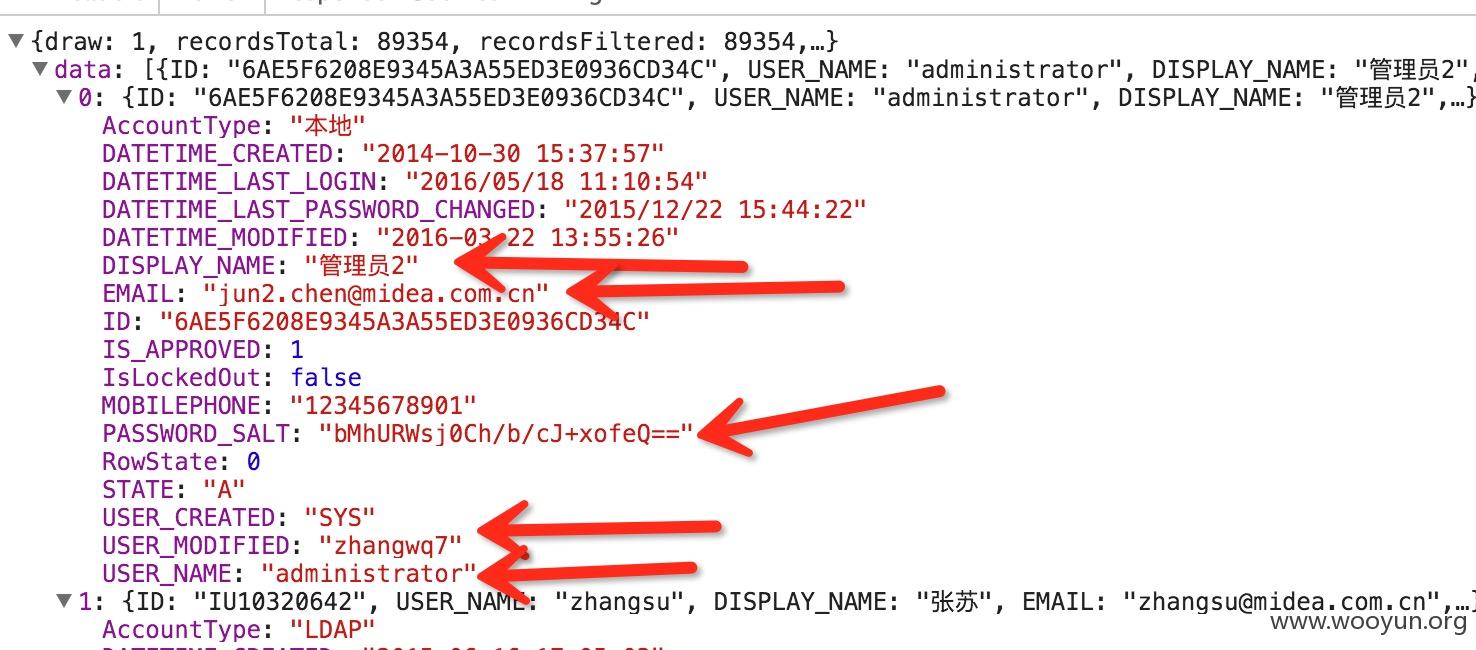 {draw: 1, recordsTotal: 89354, recordsFiltered: 89354,…}
data: [{ID: "6AE5F6208E9345A3A55ED3E0936CD34C", USER_NAME: "administrator", DISPLAY_NAME: "管理员2",
0: {ID: "6AE5F6208E9345A3A55ED3E0936CD34C", USER_NAME: "administrator", DISPLAY_NAME: "管理员2",…}
AccountType: "本地"
DATETIME_CREATED: "2014-10-30 15:37:57"
DATETIME_LAST_LOGIN: "2016/05/18 11:10:54"
DATETIME_LAST_PASSWORD_CHANGED: "2015/12/22 15:44:22"
DATETIME_MODIFIED: "2016-03-22 13:55:26"
DISPLAY_NAME: "管理员2"
EMAIL: "jun2.chen@midea.com.cn"
ID: "6AE5F6208E9345A3A55ED3E0936CD34C"
IS_APPROVED: 1
IsLockedOut: false
MOBILEPHONE: "12345678901"
PASSWORD_SALT: "bMhURWsj0Ch/b/cJ+xofeQ=="
RowState: 0
STATE: "A"
USER_CREATED: "SYS"
USER_MODIFIED: "zhangwq7"
USER_NAME: "administrator"
1: {ID: "IU10320642", USER_NAME: "zhangsu", DISPLAY_NAME: "张苏", EMAIL: "zhangsu@midea.com.cn",…}
AccountType: "LDAP"
www.wooyun.org